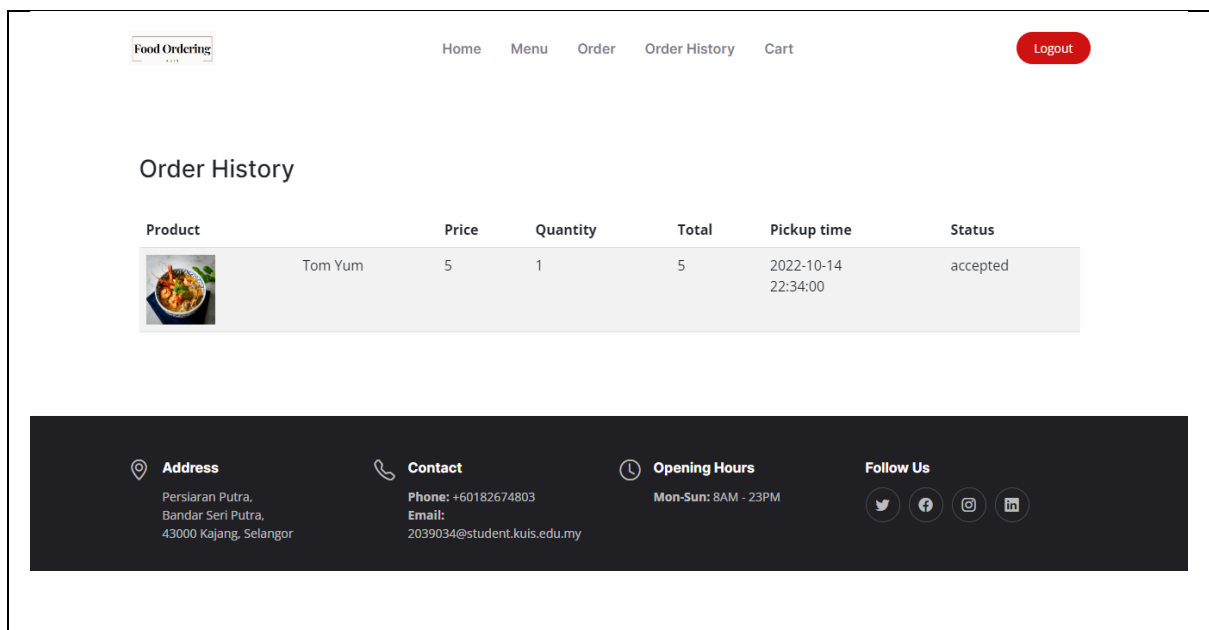 Food Ordering
Home Menu Order Order History Cart
Logout
Order History
Product Price Quantity Total Pickup time Status
Tom Yum 5 1 5 2022-10-14 accepted
22:34:00
Address
Persiaran Putra,
Bandar Seri Putra,
43000 Kajang, Selangor
Contact
Phone: +60182674803
Email:
2039034@student.kuis.edu.my
Opening Hours
Mon-Sun: 8AM - 23PM
Follow Us